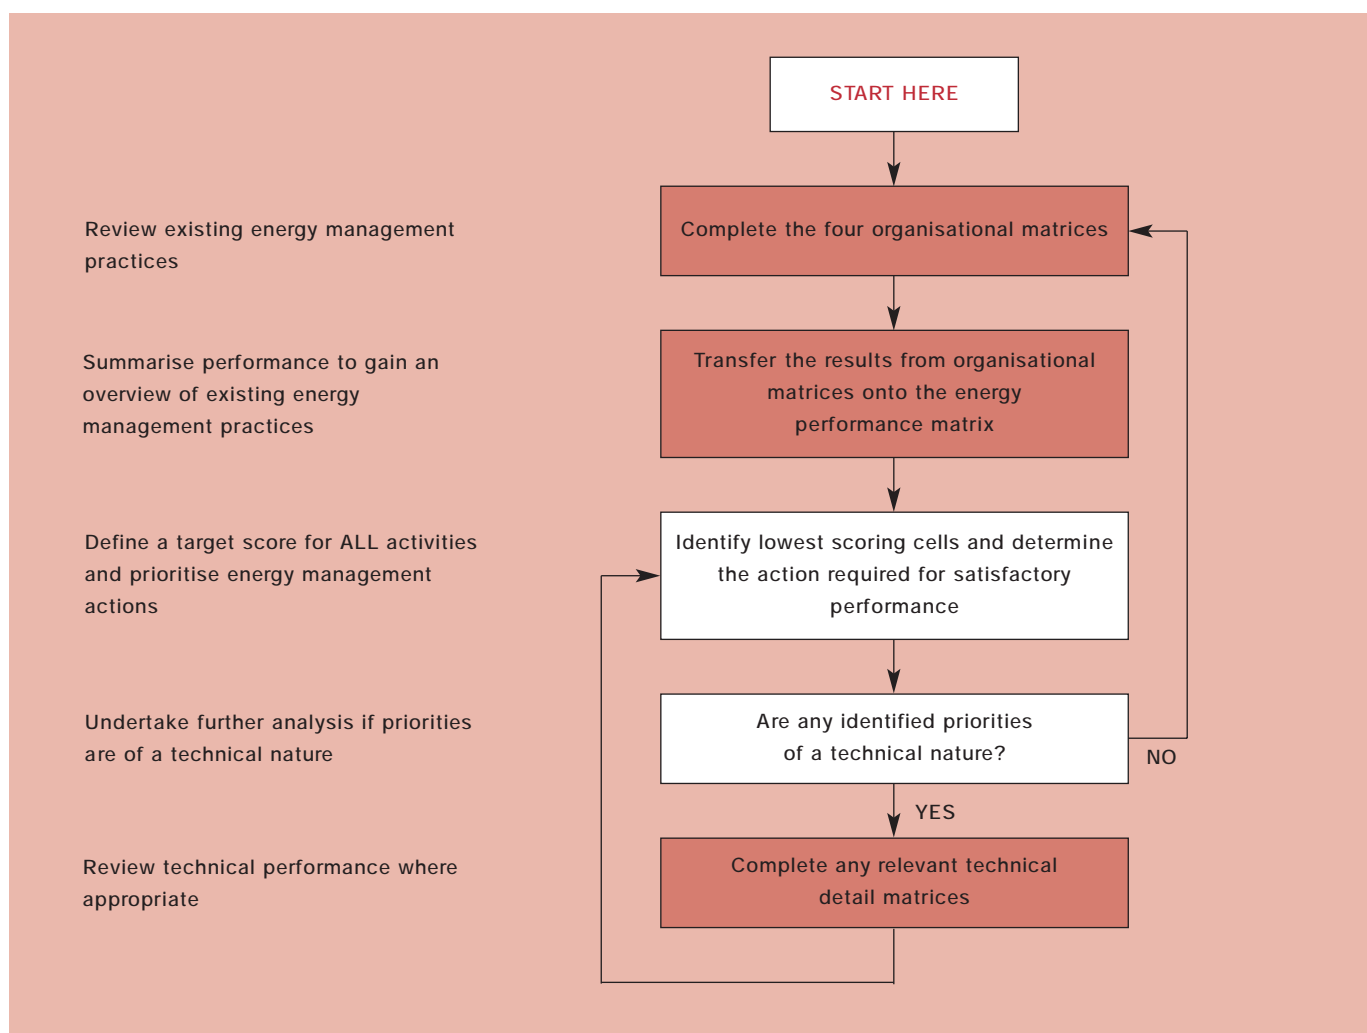 START HERE
Review existing energy management
practices
Complete the four organisational matrices
Summarise performance to gain an
overview of existing energy
management practices
Transfer the results from organisational
matrices onto the energy
performance matrix
Define a target score for ALL activities
and prioritise energy management
actions
Identify lowest scoring cells and determine
the action required for satisfactory
performance
Undertake further analysis if priorities
are of a technical nature
Are any identified priorities
of a technical nature?
NO
YES
Review technical performance where
appropriate
Complete any relevant technical
detail matrices